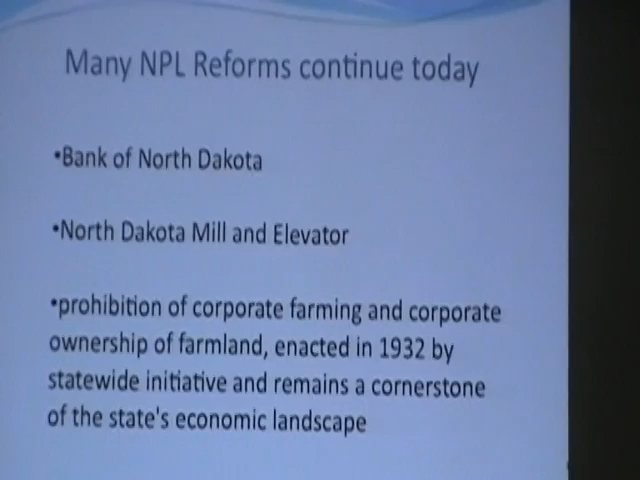 Many NPL Reforms continue today
•Bank of North Dakota
•North Dakota Mill and Elevator
•prohibition of corporate farming and corporate
ownership of farmland, enacted in 1932 by
statewide initiative and remains a cornerstone
of the state's economic landscape